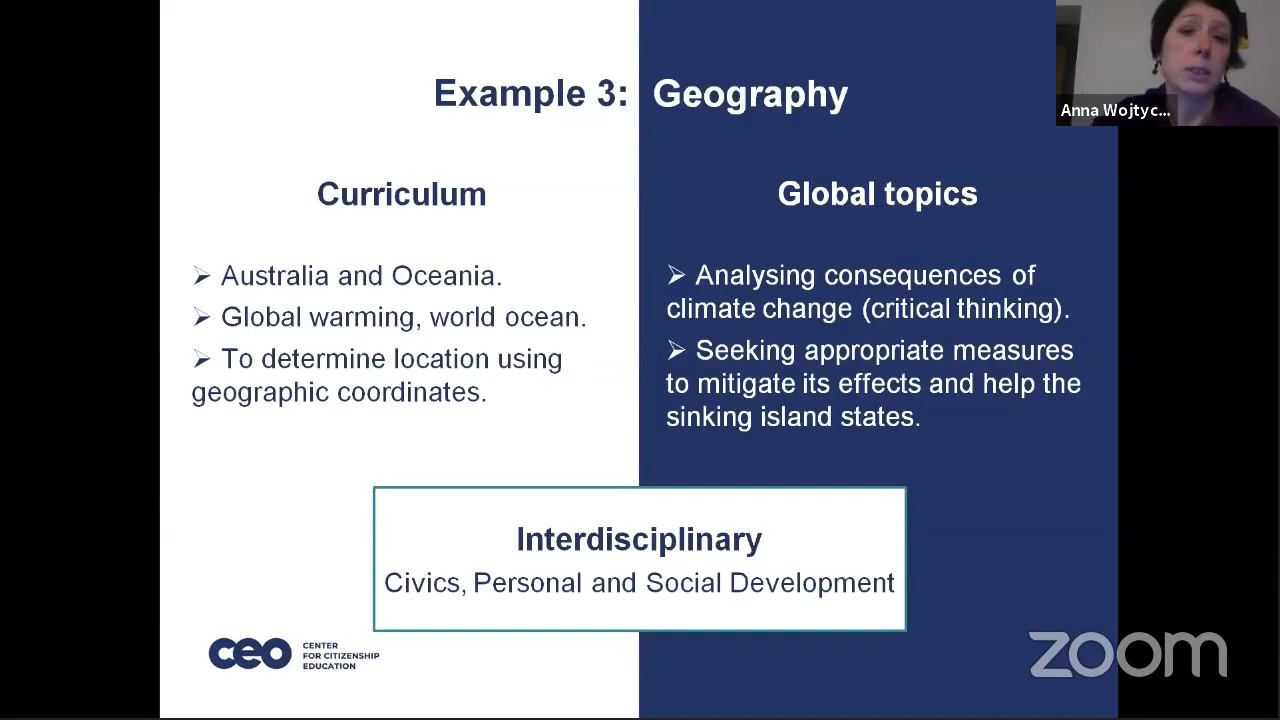 Example 3: Geography
Anna Wojtyc...
Curriculum
➢ Australia and Oceania.
➢ Global warming, world ocean.
➢ To determine location using
geographic coordinates.
Global topics
➢ Analysing consequences of
climate change (critical thinking).
➢ Seeking appropriate measures
to mitigate its effects and help the
sinking island states.
Interdisciplinary
Civics, Personal and Social Development
ceo
CENTER
FOR CITIZENSHIP
EDUCATION
zoom